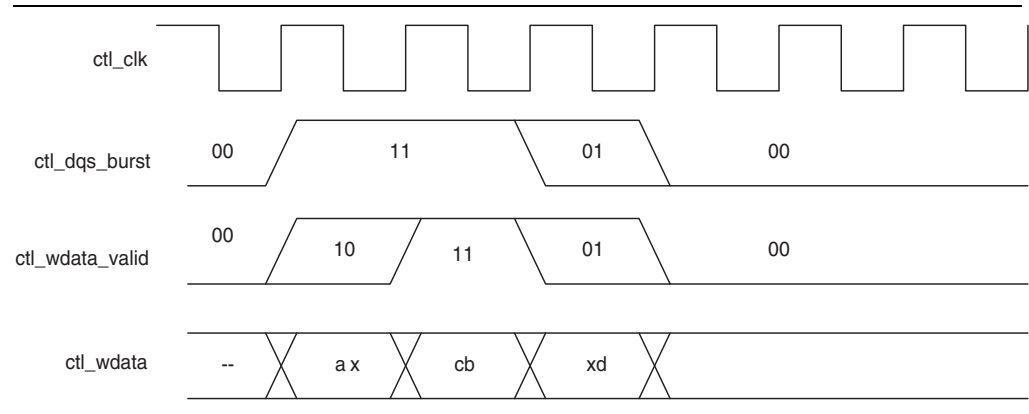 ctl_clk
ctl_dqs_burst 00 11 01 00
ctl_wdata_valid 00 10 11 01 00
ctl_wdata -- a x cb xd